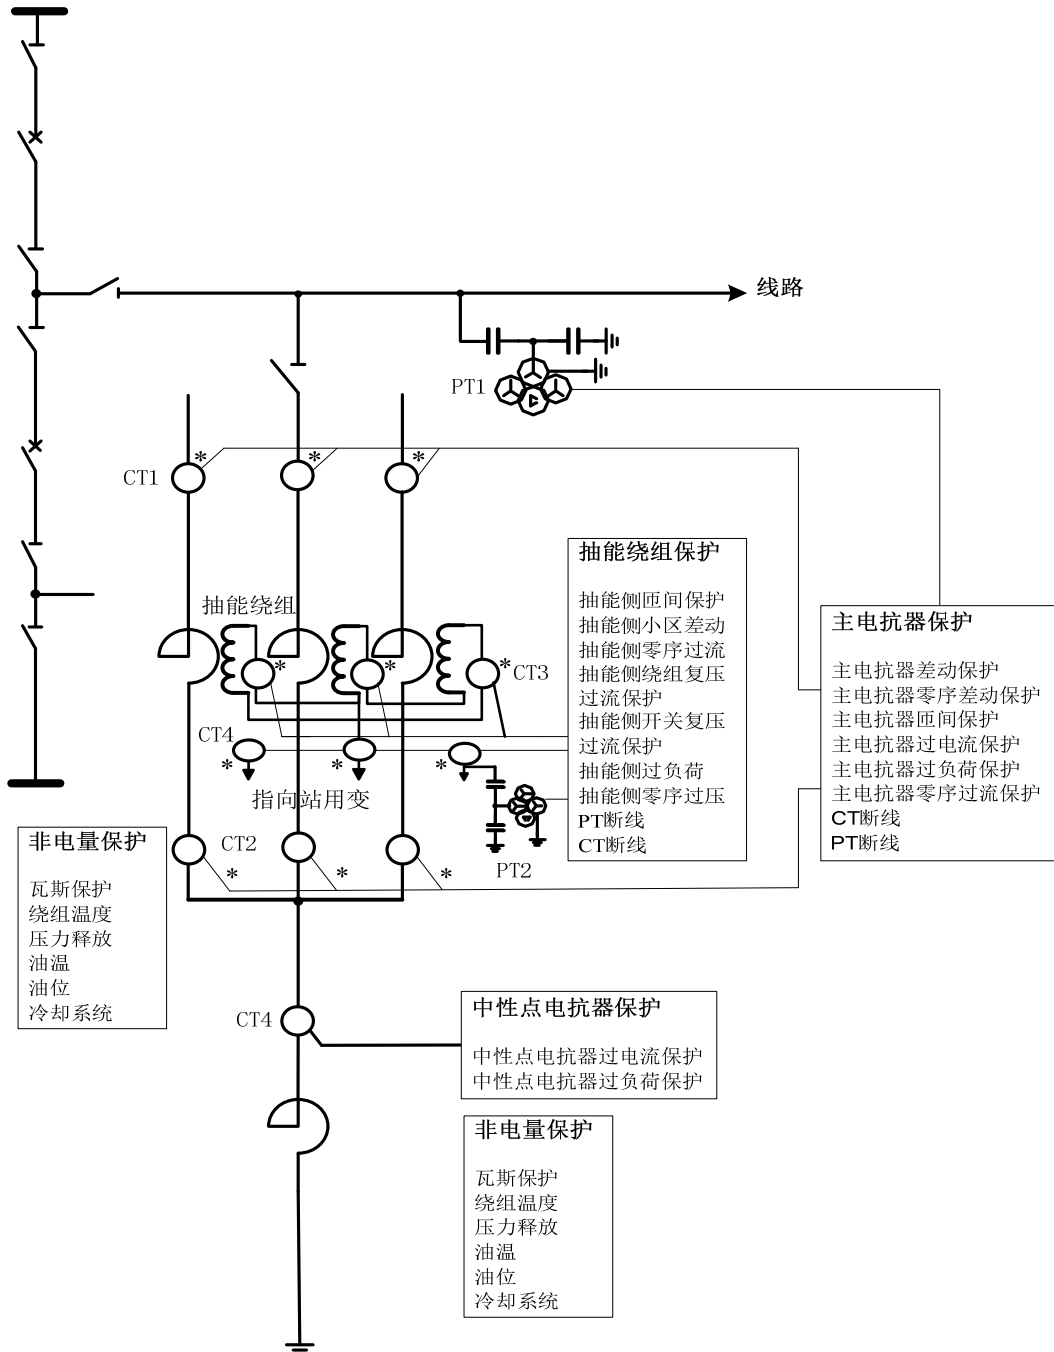 线路
PT1
CT1
抽能绕组
CT3
CT4
指向站用变
CT2
PT2
抽能绕组保护
抽能侧匝间保护
抽能侧小区差动
抽能侧零序过流
抽能侧绕组复压
过流保护
抽能侧开关复压
过流保护
抽能侧过负荷
抽能侧零序过压
PT断线
CT断线
主电抗器保护
主电抗器差动保护
主电抗器零序差动保护
主电抗器匝间保护
主电抗器过电流保护
主电抗器过负荷保护
主电抗器零序过流保护
CT断线
PT断线
非电量保护
瓦斯保护
绕组温度
压力释放
油温
油位
冷却系统
CT4
中性点电抗器保护
中性点电抗器过电流保护
中性点电抗器过负荷保护
非电量保护
瓦斯保护
绕组温度
压力释放
油温
油位
冷却系统